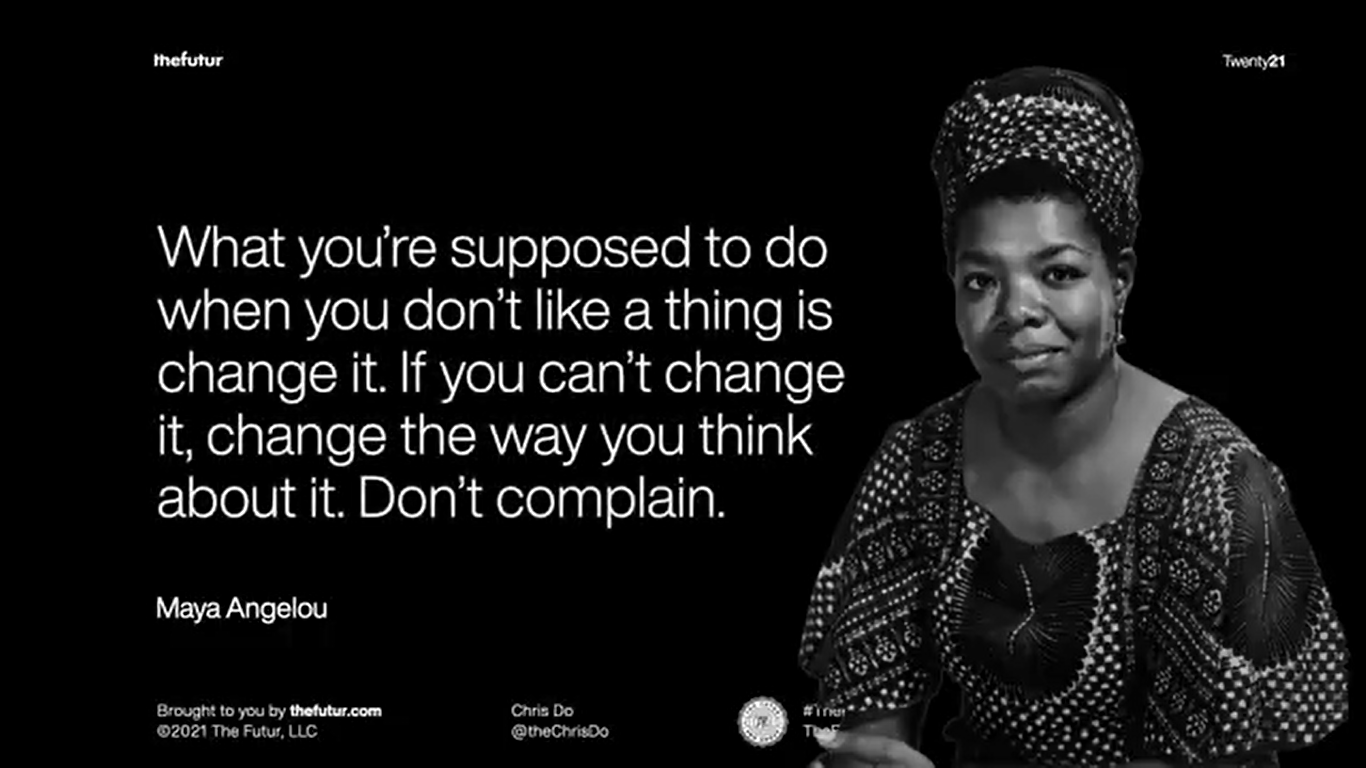 thefutur
Twenty21
What you're supposed to do
when you don't like a thing is
change it. If you can't change
it, change the way you think
about it. Don't complain.
Maya Angelou
Brought to you by thefutur.com
©2021 The Futur, LLC
Chris Do
@theChrisDo